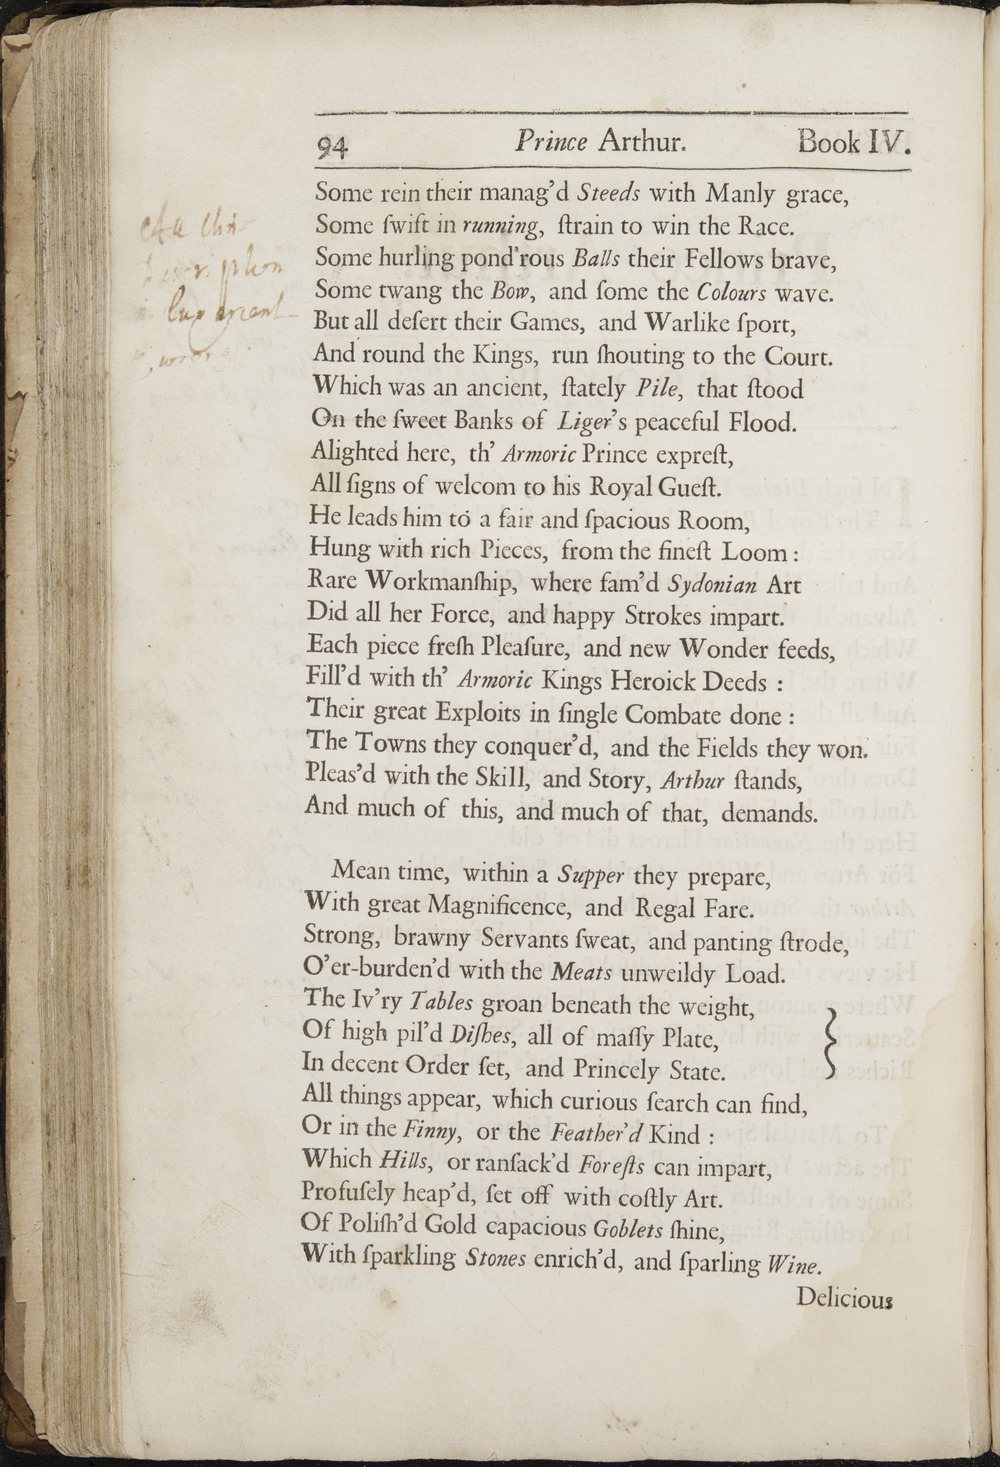 94 Prince Arthur. Book IV.
Some rein their manag’d Steeds with Manly grace,
Some ſwift in running, ſtrain to win the Race.
Some hurling pond’rous Balls their Fellows brave,
Some twang the Bow, and ſome the Colours wave.
But all deſert their Games, and Warlike ſport,
And round the Kings, run ſhouting to the Court.
Which was an ancient, ſtately Pile, that ſtood
On the ſweet Banks of Liger’s peaceful Flood.
Alighted here, th’ Armoric Prince expreſt,
All ſigns of welcom to his Royal Gueſt.
He leads him to a fair and ſpacious Room,
Hung with rich Pieces, from the fineſt Loom :
Rare Workmanſhip, where fam’d Sydonian Art
Did all her Force, and happy Strokes impart.
Each piece freſh Pleaſure, and new Wonder feeds,
Fill’d with th’ Armoric Kings Heroick Deeds :
Their great Exploits in ſingle Combate done :
The Towns they conquer’d, and the Fields they won.
Pleas’d with the Skill, and Story, Arthur ſtands,
And much of this, and much of that, demands.
Mean time, within a Supper they prepare,
With great Magnificence, and Regal Fare.
Strong, brawny Servants ſweat, and panting ſtrode,
O’er-burden’d with the Meats unweildy Load.
The Iv’ry Tables groan beneath the weight,
Of high pil’d Diſhes, all of maſſy Plate,
In decent Order ſet, and Princely State.
All things appear, which curious ſearch can find,
Or in the Finny, or the Feather’d Kind :
Which Hills, or ranſack’d Foreſts can impart,
Profuſely heap’d, ſet off with coſtly Art.
Of Poliſh’d Gold capacious Goblets ſhine,
With ſparkling Stones enrich’d, and ſparling Wine.
Delicious